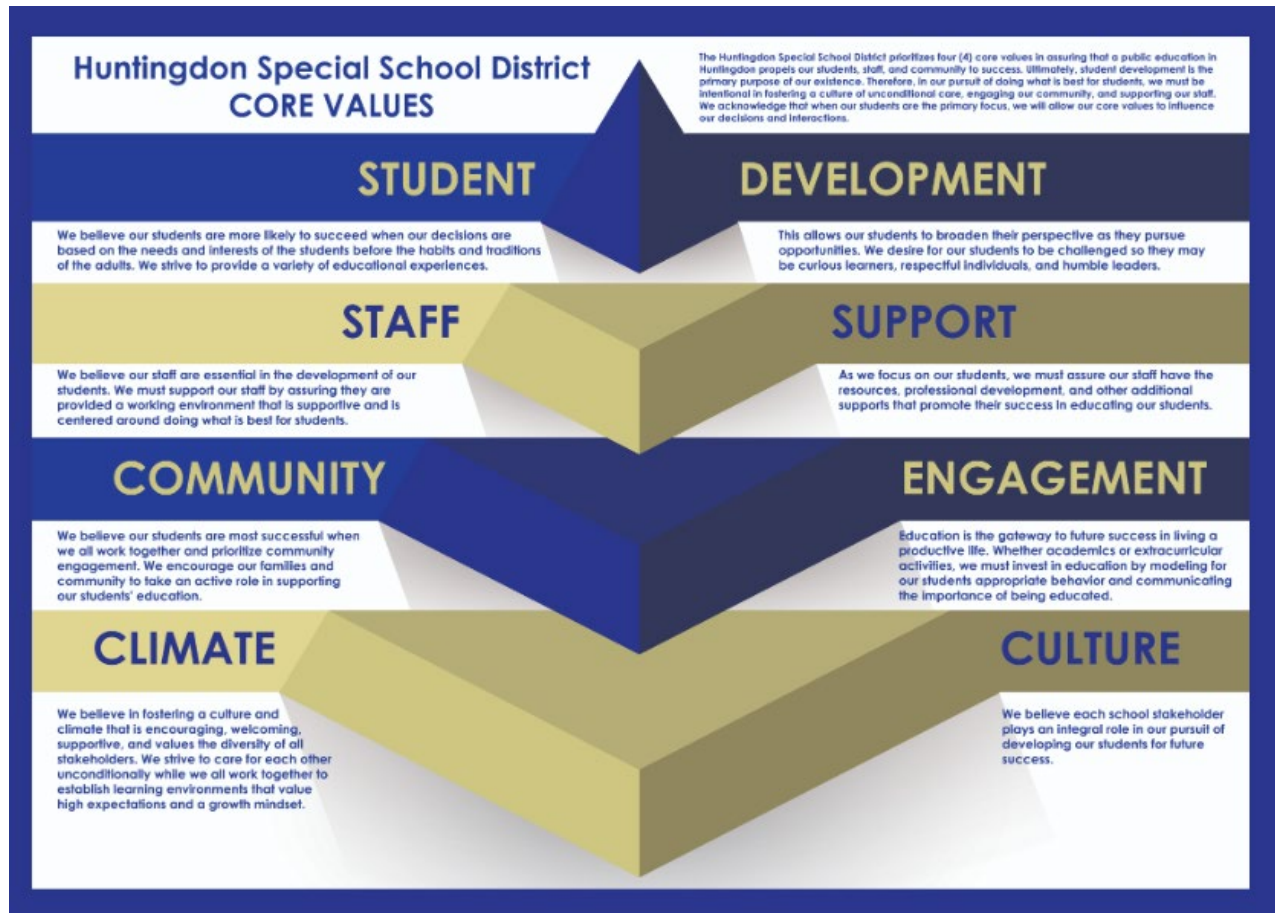 Huntingdon Special School District
CORE VALUES
The Huntingdon Special School District prioritizes four (4) core values in assuring that a public education in
Huntingdon propels our students, staff, and community to success. Ultimately, student development is the
primary purpose of our existence. Therefore, in our pursuit of doing what is best for students, we must be
intentional in fostering a culture of unconditional care, engaging our community, and supporting our staff.
We acknowledge that when our students are the primary focus, we will allow our core values to influence
our decisions and interactions.
STUDENT DEVELOPMENT
We believe our students are more likely to succeed when our decisions are
based on the needs and interests of the students before the habits and traditions
of the adults. We strive to provide a variety of educational experiences.
This allows our students to broaden their perspective as they pursue
opportunities. We desire for our students to be challenged so they may
be curious learners, respectful individuals, and humble leaders.
STAFF SUPPORT
We believe our staff are essential in the development of our
students. We must support our staff by assuring they are
provided a working environment that is supportive and is
centered around doing what is best for students.
As we focus on our students, we must assure our staff have the
resources, professional development, and other additional
supports that promote their success in educating our students.
COMMUNITY ENGAGEMENT
We believe our students are most successful when
we all work together and prioritize community
engagement. We encourage our families and
community to take an active role in supporting
our students' education.
Education is the gateway to future success in living a
productive life. Whether academics or extracurricular
activities, we must invest in education by modeling for
our students appropriate behavior and communicating
the importance of being educated.
CLIMATE CULTURE
We believe in fostering a culture and
climate that is encouraging, welcoming,
supportive, and values the diversity of all
stakeholders. We strive to care for each other
unconditionally while we all work together to
establish learning environments that value
high expectations and a growth mindset.
We believe each school stakeholder
plays an integral role in our pursuit of
developing our students for future
success.